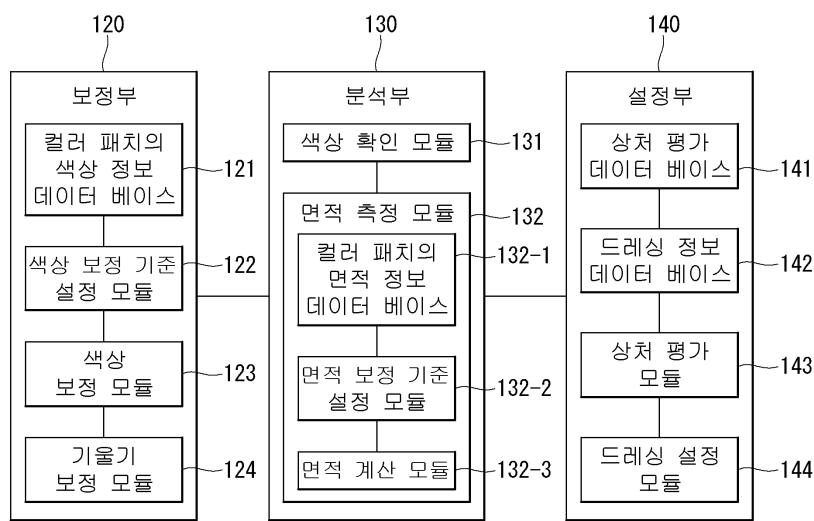 120
보정부
컬러 패치의
색상 정보
데이터 베이스
121
색상 보정 기준
설정 모듈
122
색상
보정 모듈
123
기울기
보정 모듈
124
130
분석부
색상 확인 모듈
131
면적 측정 모듈
132
컬러 패치의
면적 정보
데이터 베이스
132-1
면적 보정 기준
설정 모듈
132-2
면적 계산 모듈
132-3
140
설정부
상처 평가
데이터 베이스
141
드레싱 정보
데이터 베이스
142
상처 평가
모듈
143
드레싱 설정
모듈
144